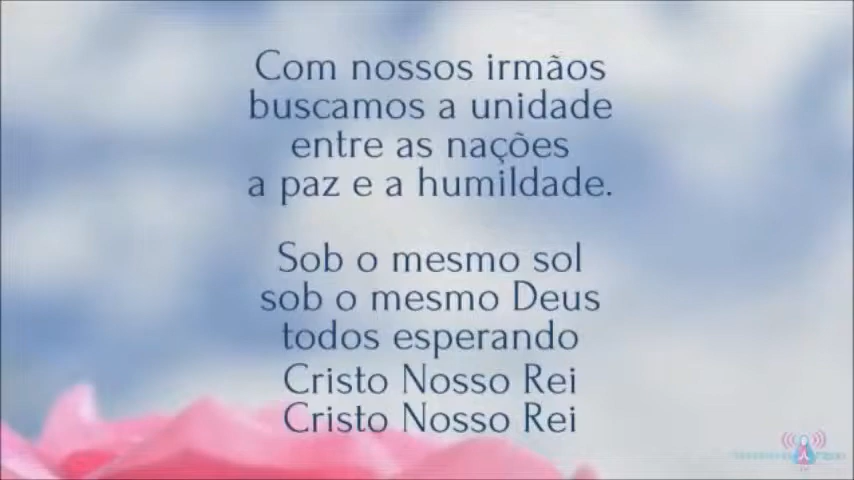 Com nossos irmãos
buscamos a unidade
entre as nações
a paz e a humildade.
Sob o mesmo sol
sob o mesmo Deus
todos esperando
Cristo Nosso Rei
Cristo Nosso Rei